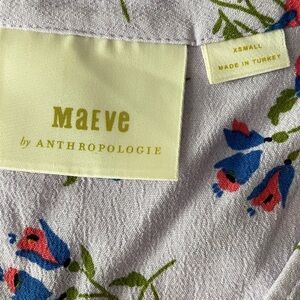 MAEVE
by ANTHROPOLOGIE
XSMALL
MADE IN TURKEY